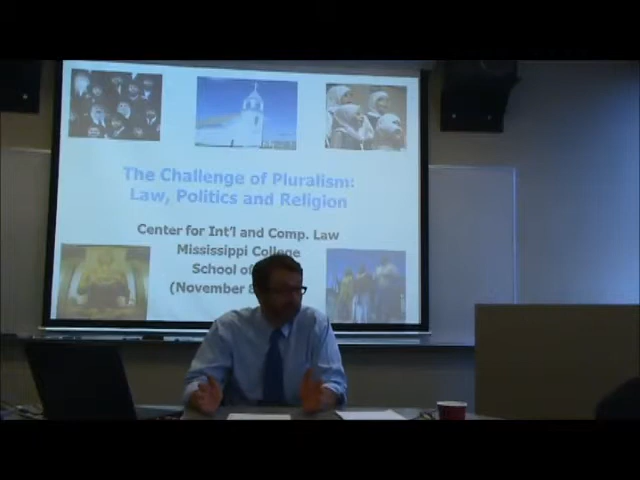 The Challenge of Pluralism:
Law, Politics and Religion
Center for Int'l and Comp. Law
Mississippi College
School of
(November